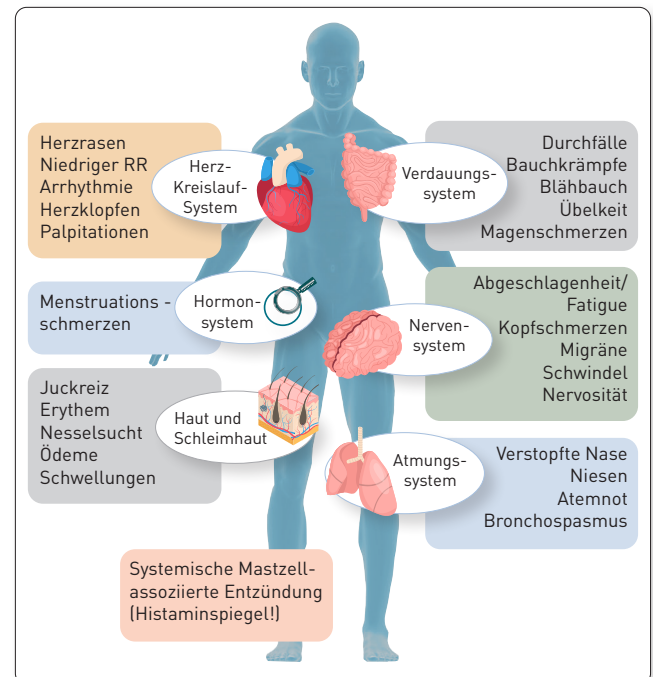 Herzrasen
Niedriger RR
Arrhythmie
Herzklopfen
Palpitationen
Herz-
Kreislauf-
System
Verdauungs-
system
Durchfälle
Bauchkrämpfe
Blähbauch
Übelkeit
Magenschmerzen
Menstruations -
schmerzen
Hormon-
system
Nerven-
system
Abgeschlagenheit/
Fatigue
Kopfschmerzen
Migräne
Schwindel
Nervosität
Juckreiz
Erythem
Nesselsucht
Ödeme
Schwellungen
Haut und
Schleimhaut
Atmungs-
system
Verstopfte Nase
Niesen
Atemnot
Bronchospasmus
Systemische Mastzell-
assoziierte Entzündung
(Histaminspiegel!)